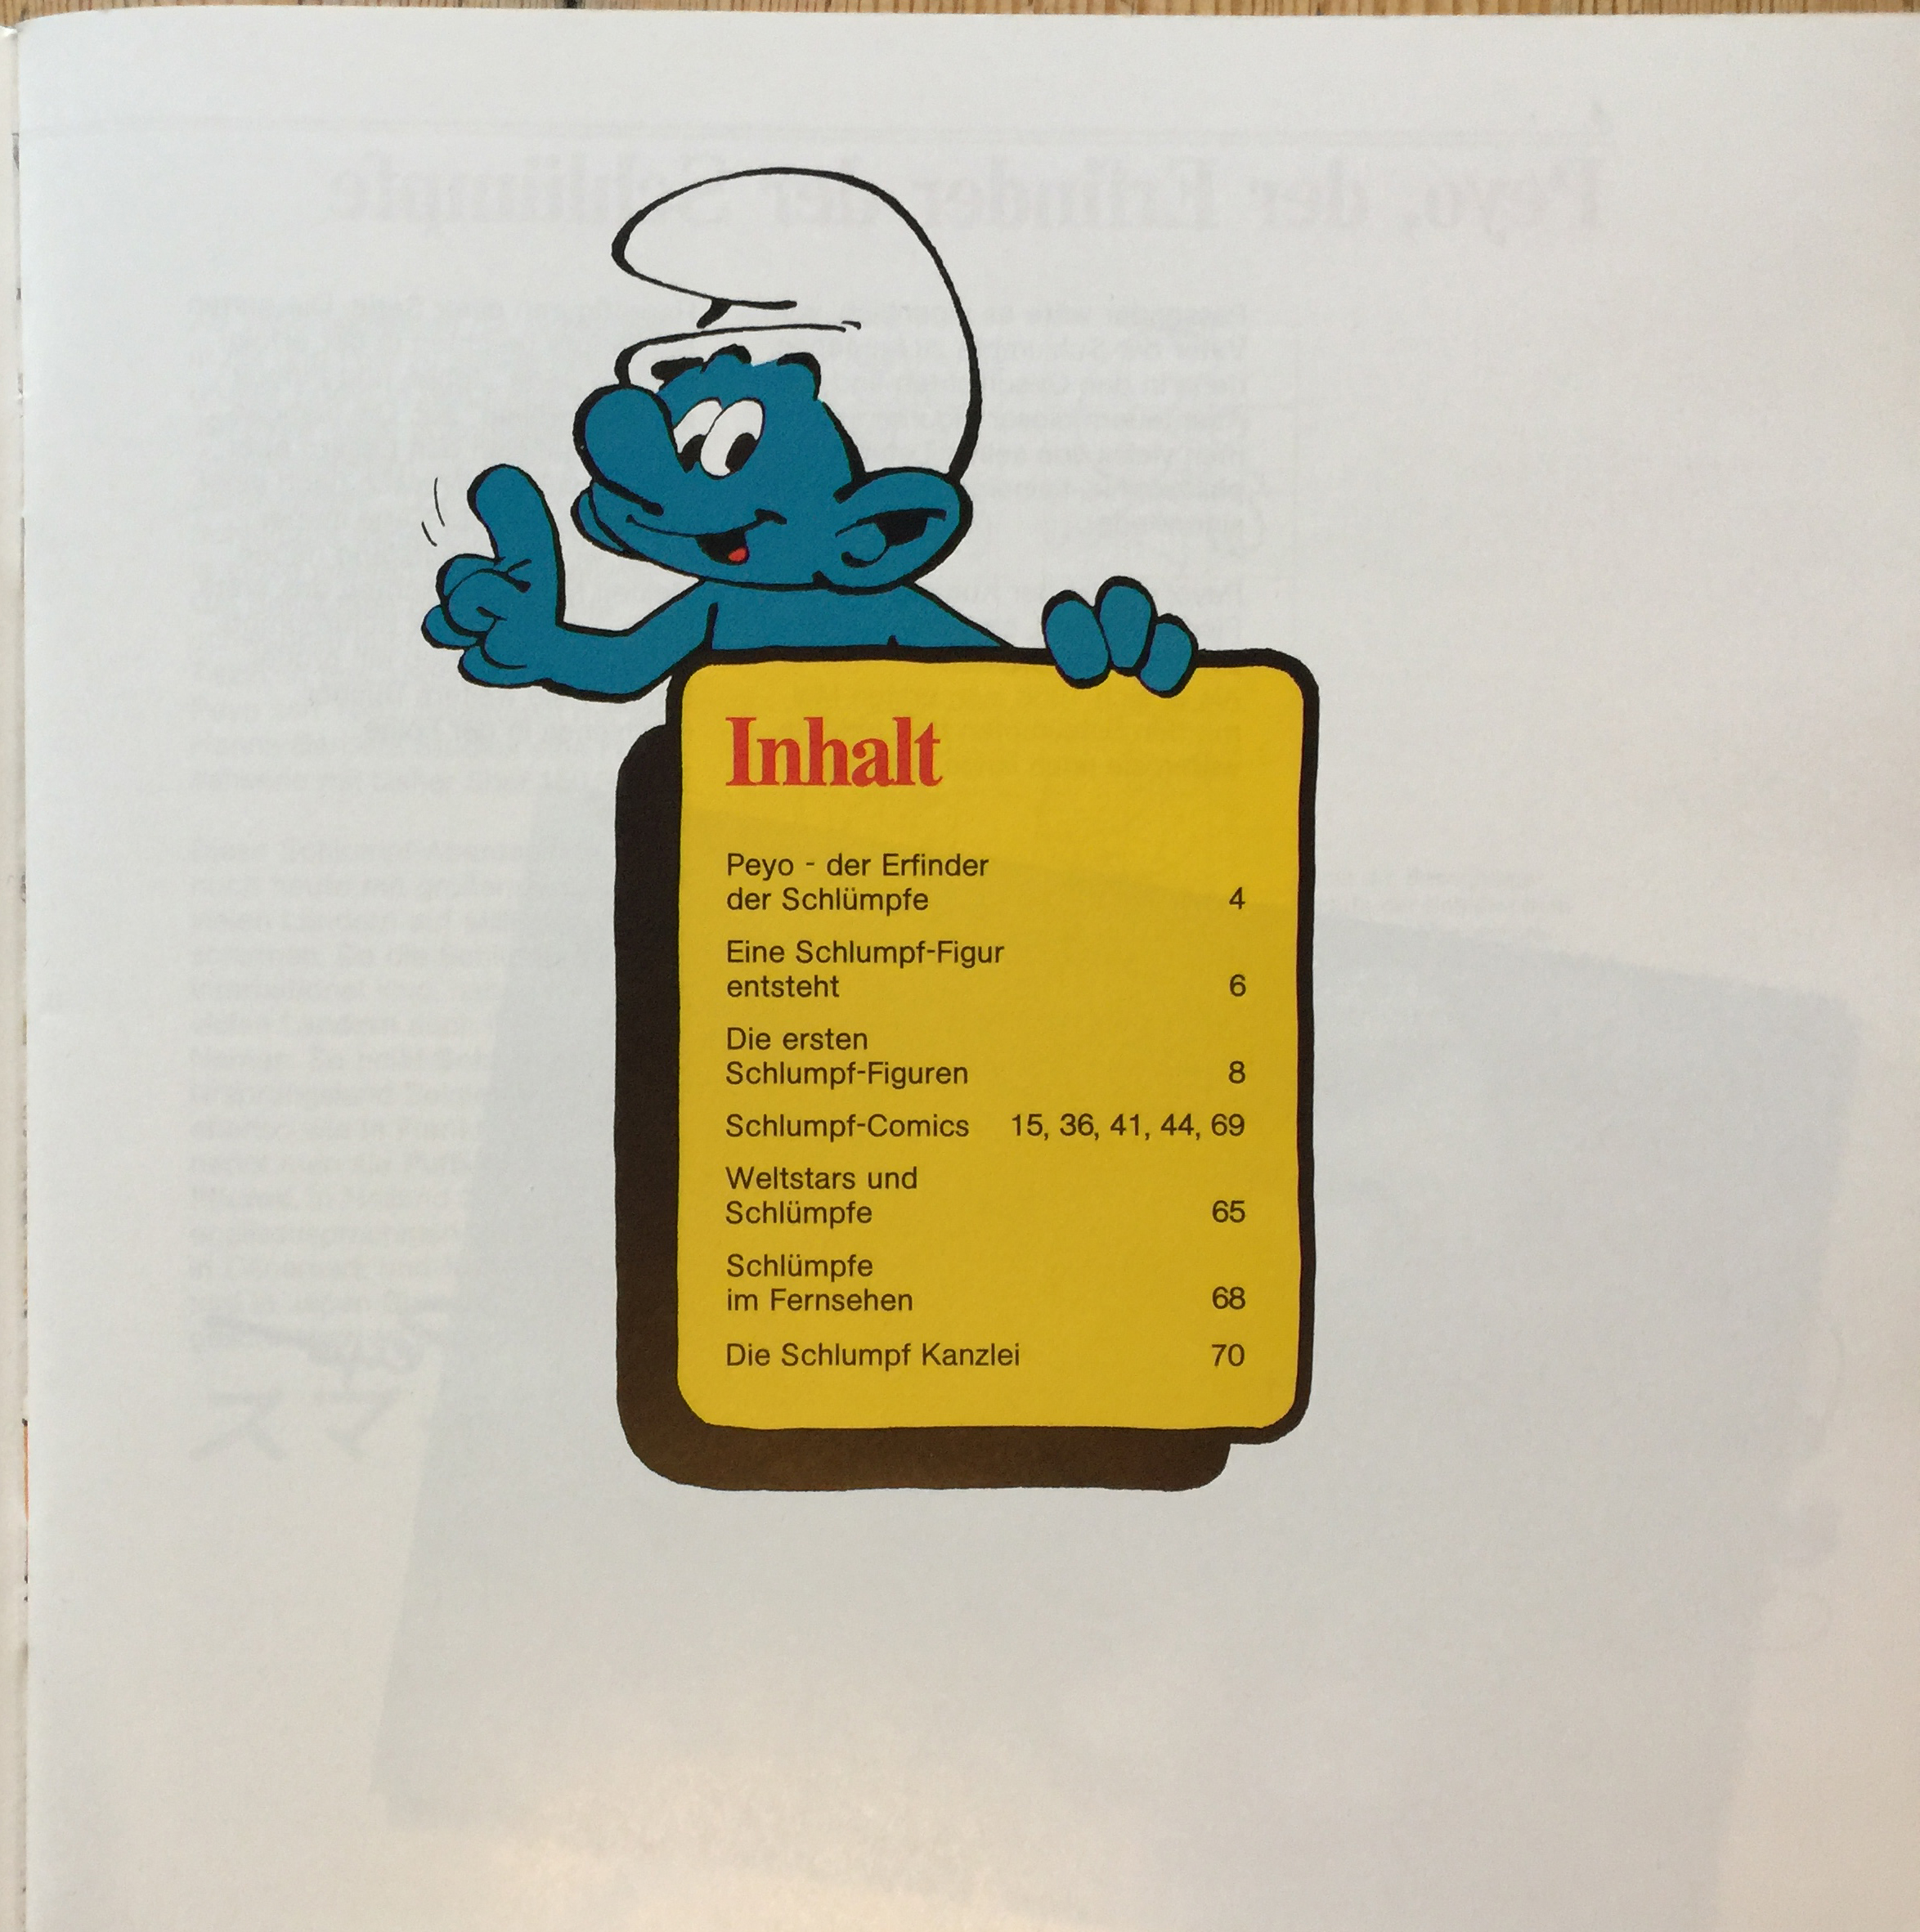 Inhalt
Peyo - der Erfinder
der Schlümpfe 4
Eine Schlumpf-Figur
entsteht 6
Die ersten
Schlumpf-Figuren 8
Schlumpf-Comics 15, 36, 41, 44, 69
Weltstars und
Schlümpfe 65
Schlümpfe
im Fernsehen 68
Die Schlumpf Kanzlei 70